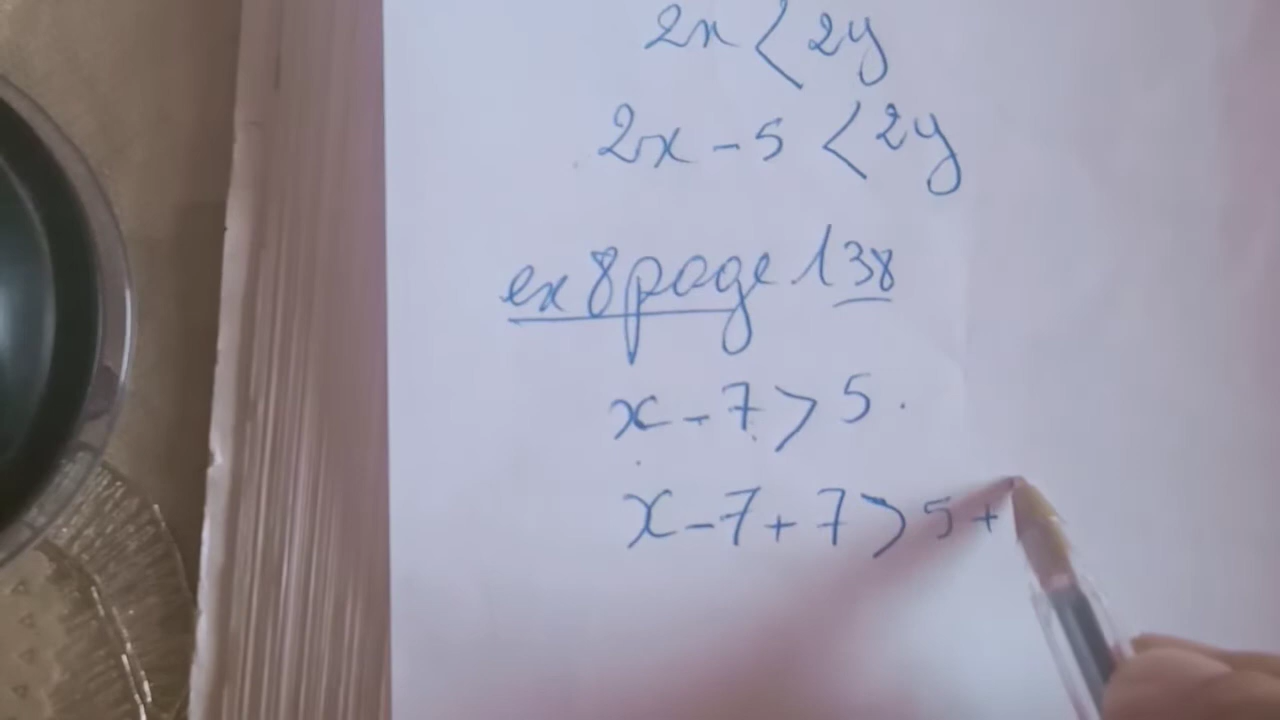 2x < 2y
2x - 5 < 2y
ex 8 page 138
x - 7 > 5.
x - 7 + 7 > 5 +